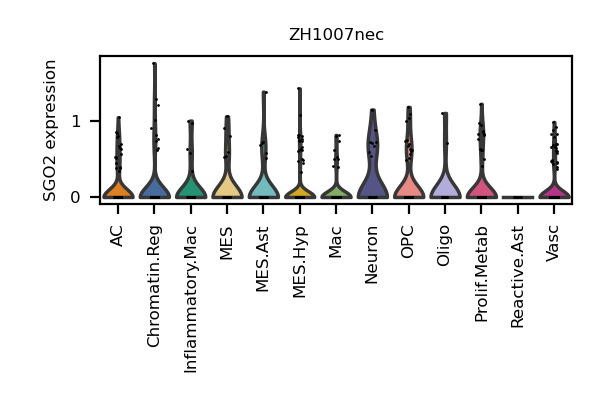 ZH1007nec
SGO2 expression
1
0
AC
Chromatin.Reg
Inflammatory.Mac
MES
MES.Ast
MES.Hyp
Mac
Neuron
OPC
Oligo
Prolif.Metab
Reactive.Ast
Vasc